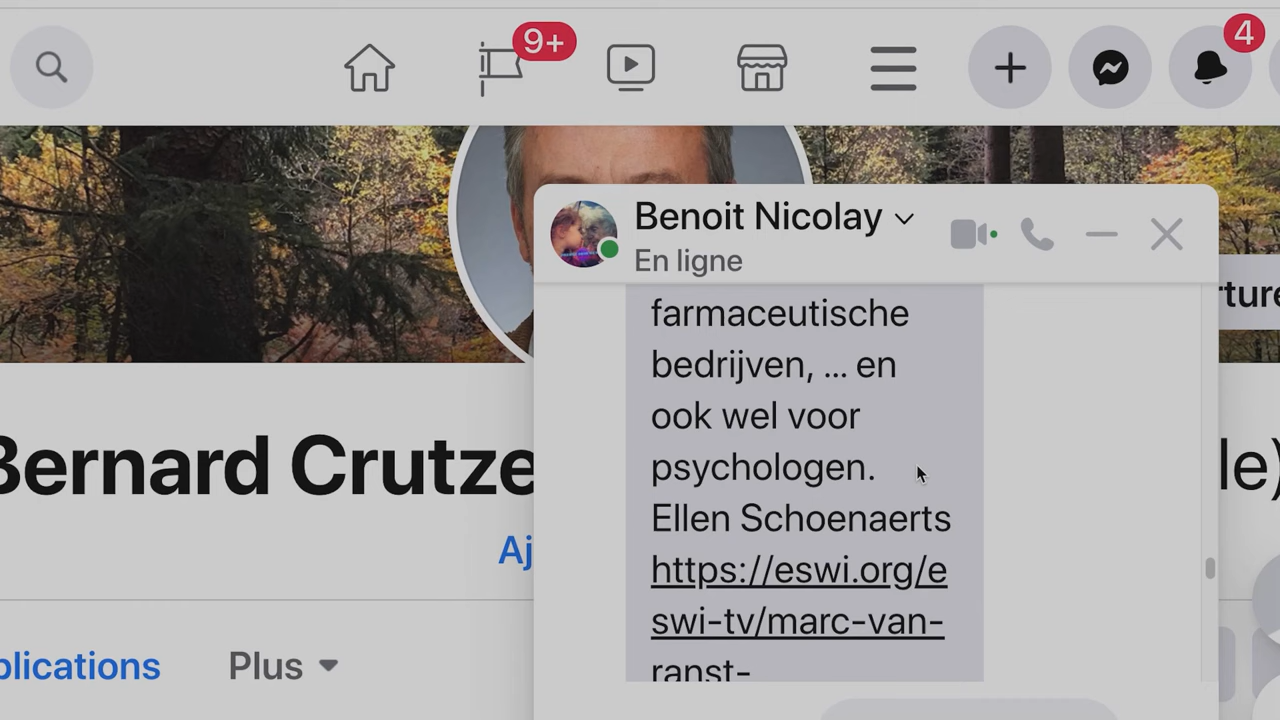 9+
4
Benoit Nicolay
En ligne
farmaceutische
bedrijven, ... en
ook wel voor
psychologen.
Ellen Schoenaerts
https://eswi.org/e
swi-tv/marc-van-
ranst-
Bernard Crutze
le)
Aj
plications
Plus